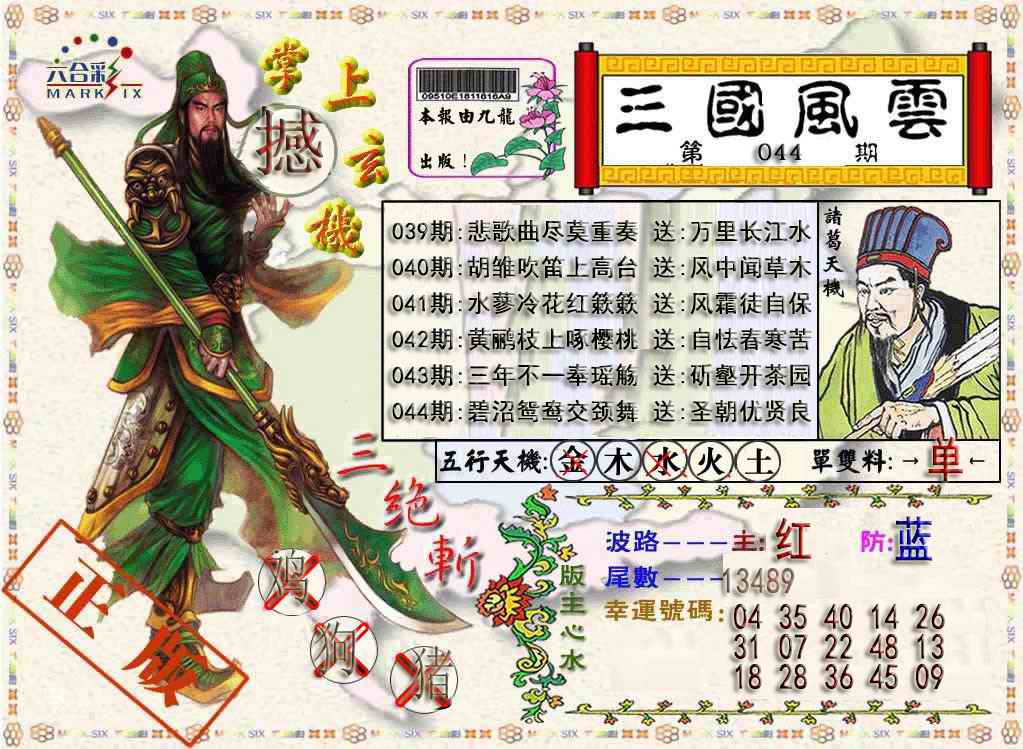 六合彩
MARK SIX
掌上玄機
撼
09510E1811616A9
本報由九龍
出版!
三國風雲
第 044 期
039期:悲歌曲尽莫重奏 送:万里长江水
040期:胡雏吹笛上高台 送:风中闻草木
041期:水蓼冷花红簌簌 送:风霜徒自保
042期:黄鹂枝上啄樱桃 送:自怯春寒苦
043期:三年不一奉瑶觞 送:斫壑开茶园
044期:碧沼鸳鸯交颈舞 送:圣朝优贤良
諸葛天機
五行天機:金木水火土 單雙料:→单←
三绝斬
鸡
狗
猪
正
版主心水
波路---主:红 防:蓝
尾數---13489
幸運號碼:
04 35 40 14 26
31 07 22 48 13
18 28 36 45 09